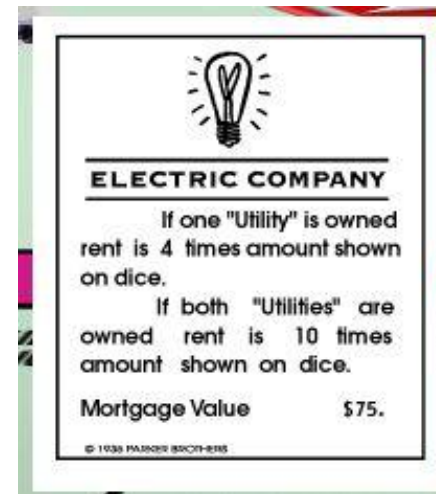 ELECTRIC COMPANY
If one "Utility" is owned
rent is 4 times amount shown
on dice.
If both "Utilities" are
owned rent is 10 times
amount shown on dice.
Mortgage Value $75.
© 1936 PARKER BROTHERS